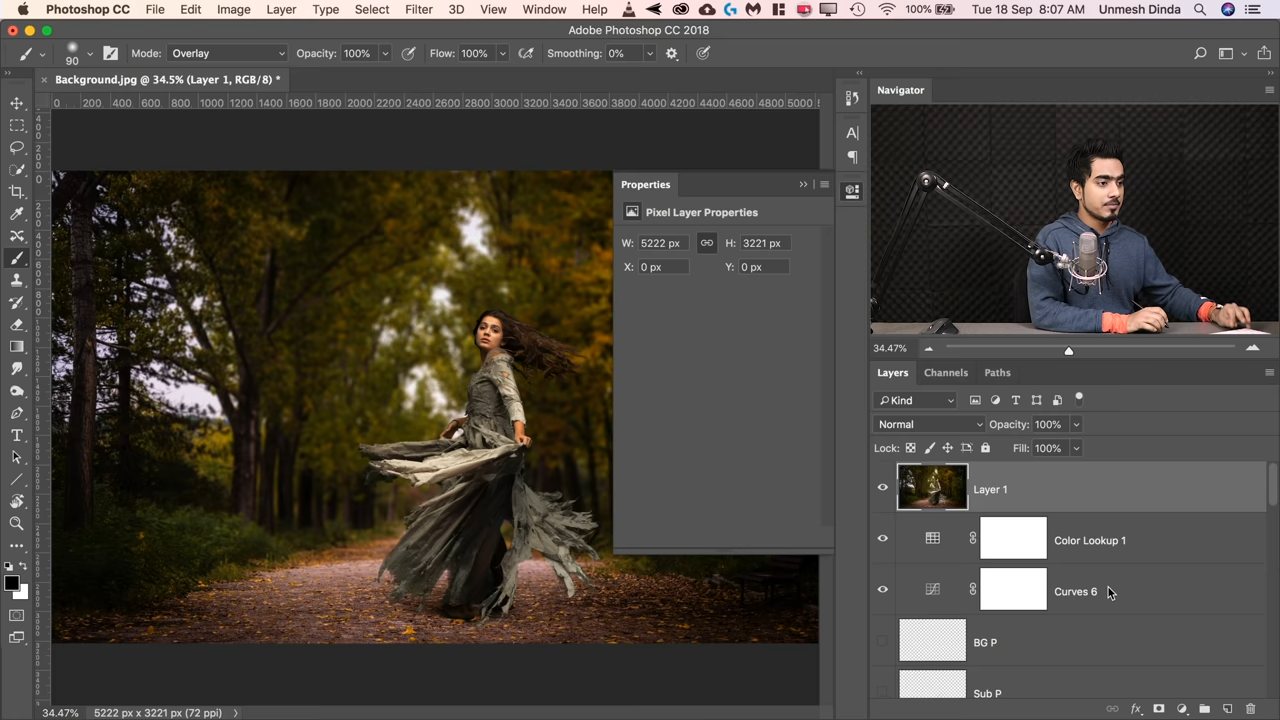 Photoshop CC File Edit Image Layer Type Select Filter 3D View Window Help 100% Tue 18 Sep 8:07 AM Unmesh Dinda
Adobe Photoshop CC 2018
90 Mode: Overlay Opacity: 100% Flow: 100% Smoothing: 0%
Background.jpg @ 34.5% (Layer 1, RGB/8) *
0 200 400 600 800 1000 1200 1400 1600 1800 2000 2200 2400 2600 2800 3000 3200 3400 3600 3800 4000 4200 4400 4600 4800 5000
Navigator
Properties
Pixel Layer Properties
W: 5222 px H: 3221 px
X: 0 px Y: 0 px
34.47%
Layers Channels Paths
Kind
Normal Opacity: 100%
Lock: Fill: 100%
Layer 1
Color Lookup 1
Curves 6
BG P
Sub P
34.47% 5222 px x 3221 px (72 ppi)